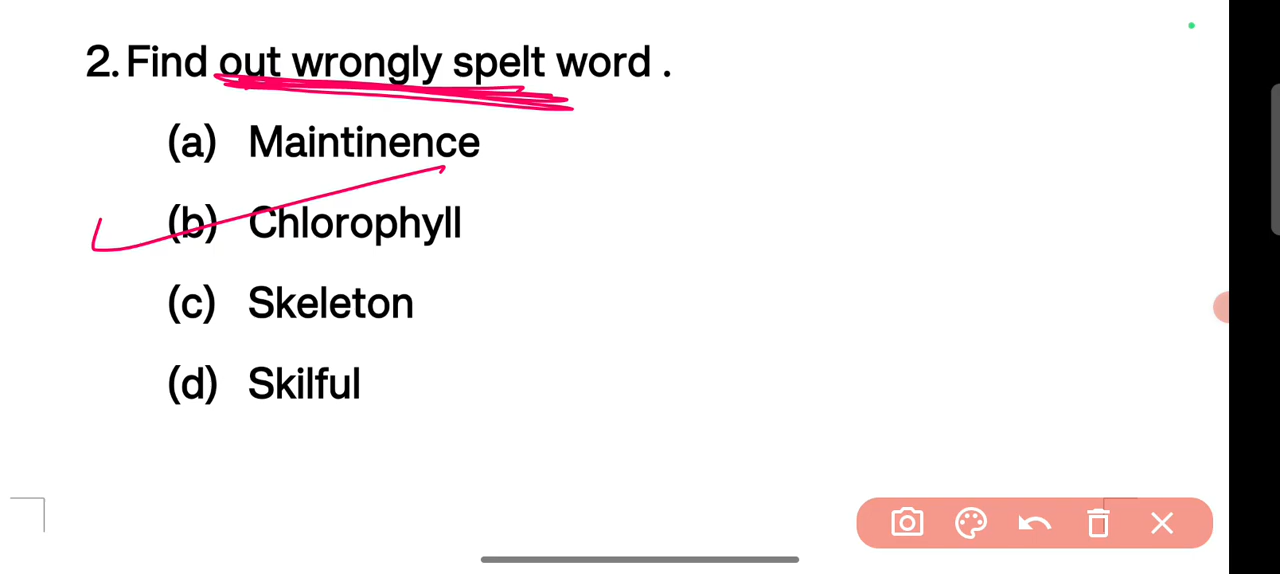 2. Find out wrongly spelt word .
(a) Maintinence
(b) Chlorophyll
(c) Skeleton
(d) Skilful